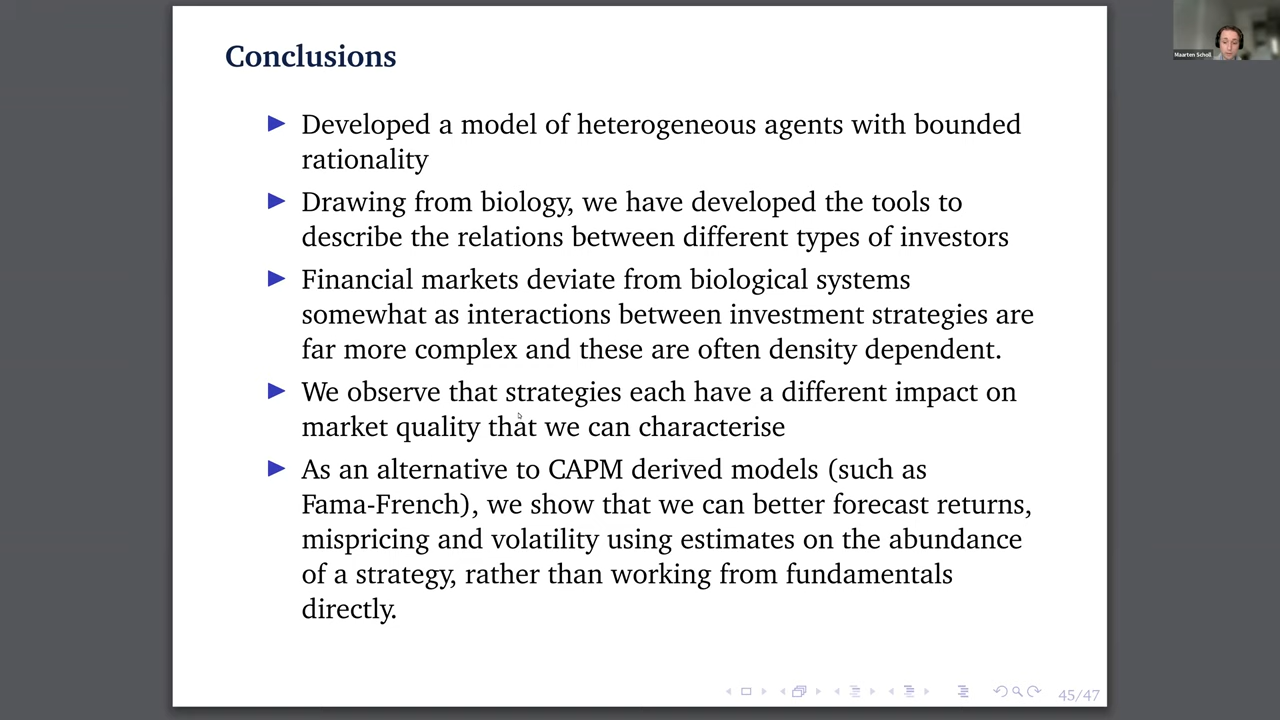 Conclusions
Maarten Scholl
Developed a model of heterogeneous agents with bounded
rationality
Drawing from biology, we have developed the tools to
describe the relations between different types of investors
Financial markets deviate from biological systems
somewhat as interactions between investment strategies are
far more complex and these are often density dependent.
We observe that strategies each have a different impact on
market quality that we can characterise
As an alternative to CAPM derived models (such as
Fama-French), we show that we can better forecast returns,
mispricing and volatility using estimates on the abundance
of a strategy, rather than working from fundamentals
directly.
45/47